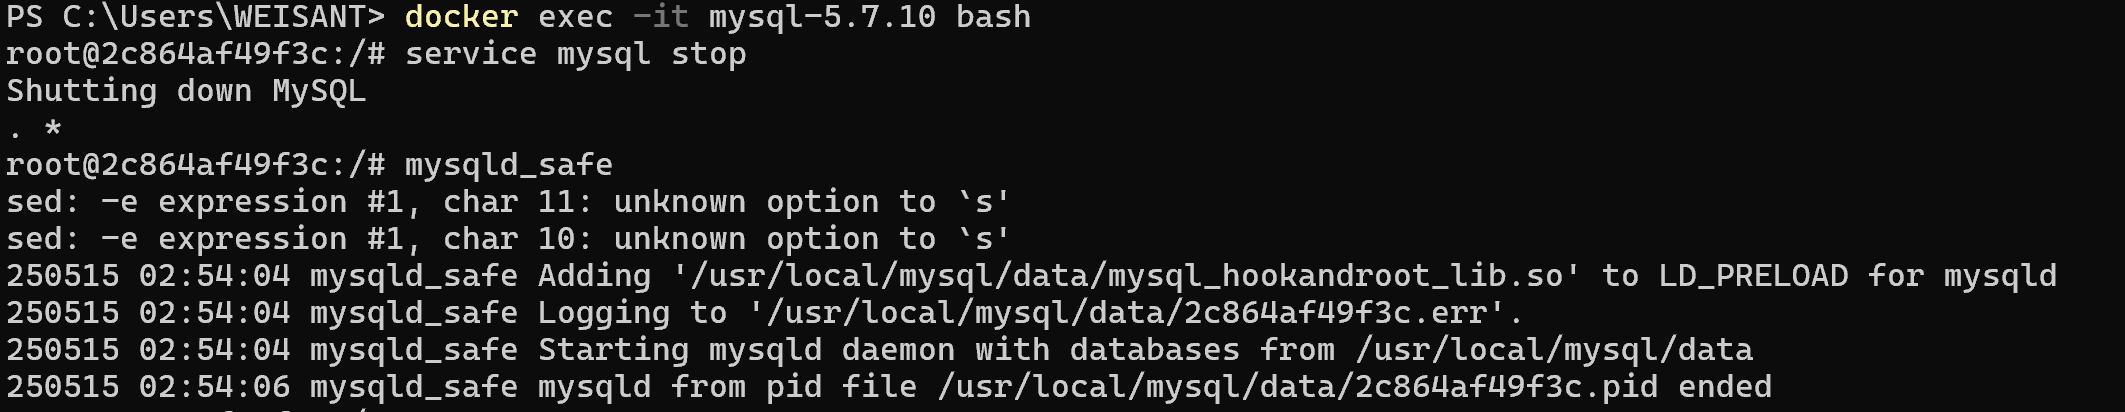 PS C:\Users\WEISANT> docker exec -it mysql-5.7.10 bash
root@2c864af49f3c:/# service mysql stop
Shutting down MySQL
. *
root@2c864af49f3c:/# mysqld_safe
sed: -e expression #1, char 11: unknown option to `s'
sed: -e expression #1, char 10: unknown option to `s'
250515 02:54:04 mysqld_safe Adding '/usr/local/mysql/data/mysql_hookandroot_lib.so' to LD_PRELOAD for mysqld
250515 02:54:04 mysqld_safe Logging to '/usr/local/mysql/data/2c864af49f3c.err'.
250515 02:54:04 mysqld_safe Starting mysqld daemon with databases from /usr/local/mysql/data
250515 02:54:06 mysqld_safe mysqld from pid file /usr/local/mysql/data/2c864af49f3c.pid ended